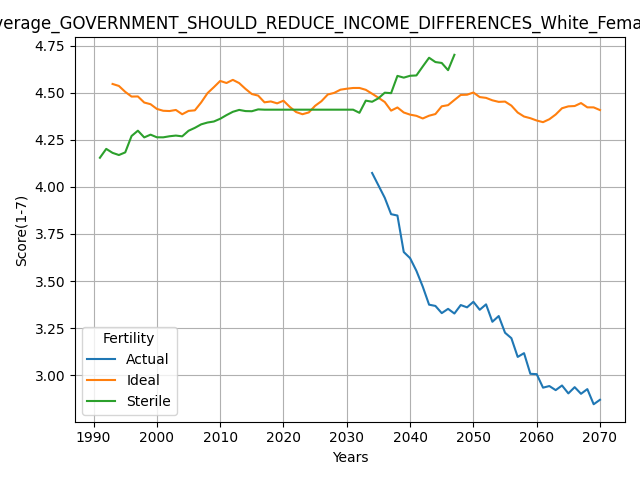 verage_GOVERNMENT_SHOULD_REDUCE_INCOME_DIFFERENCES_White_Fema
4.75
4.50
4.25
4.00
3.75
3.50
3.25
3.00
Score(1-7)
Fertility
Actual
Ideal
Sterile
1990 2000 2010 2020 2030 2040 2050 2060 2070
Years